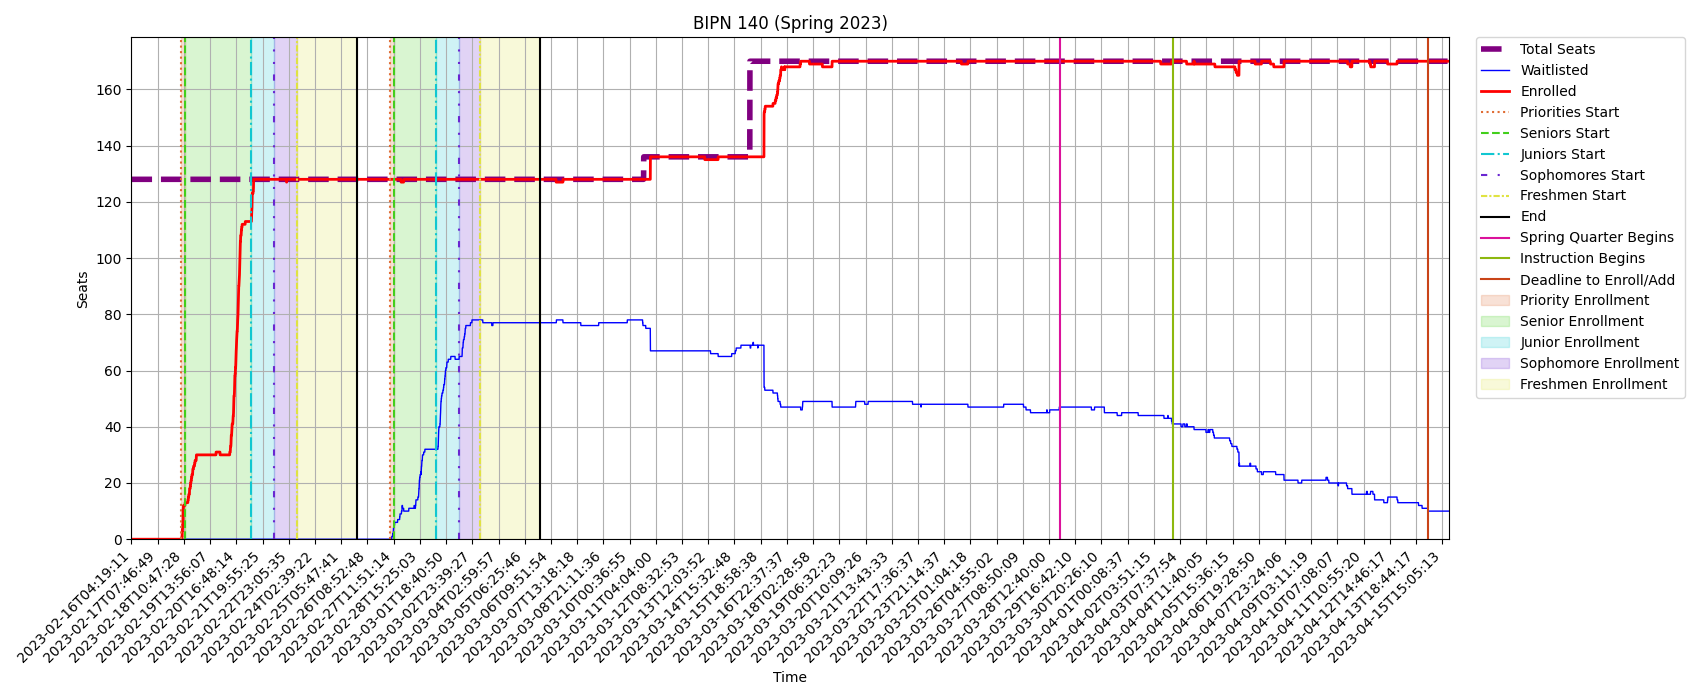 BIPN 140 (Spring 2023)
Seats
160
140
120
100
80
60
40
20
0
2023-02-16T04:19:11
2023-02-17T07:46:49
2023-02-18T10:47:28
2023-02-19T13:56:07
2023-02-20T16:48:14
2023-02-21T19:55:25
2023-02-22T23:05:35
2023-02-24T02:39:22
2023-02-25T05:47:41
2023-02-26T08:52:48
2023-02-27T11:51:14
2023-02-28T15:25:03
2023-03-01T18:40:50
2023-03-02T23:39:27
2023-03-04T02:59:57
2023-03-05T06:25:46
2023-03-06T09:51:54
2023-03-07T13:18:18
2023-03-08T21:11:36
2023-03-10T00:36:55
2023-03-11T04:04:00
2023-03-12T08:32:53
2023-03-13T12:03:52
2023-03-14T15:32:48
2023-03-15T18:58:38
2023-03-16T22:37:37
2023-03-18T02:28:58
2023-03-19T06:32:23
2023-03-20T10:09:26
2023-03-21T13:43:33
2023-03-22T17:36:37
2023-03-23T21:14:37
2023-03-25T01:04:18
2023-03-26T04:55:02
2023-03-27T08:50:09
2023-03-28T12:40:00
2023-03-29T16:42:10
2023-03-30T20:26:10
2023-04-01T00:08:37
2023-04-02T03:51:15
2023-04-03T07:37:54
2023-04-04T11:40:05
2023-04-05T15:36:15
2023-04-06T19:28:50
2023-04-07T23:24:06
2023-04-09T03:11:19
2023-04-10T07:08:07
2023-04-11T10:55:20
2023-04-12T14:46:17
2023-04-13T18:44:17
2023-04-15T15:05:13
Time
Total Seats
Waitlisted
Enrolled
Priorities Start
Seniors Start
Juniors Start
Sophomores Start
Freshmen Start
End
Spring Quarter Begins
Instruction Begins
Deadline to Enroll/Add
Priority Enrollment
Senior Enrollment
Junior Enrollment
Sophomore Enrollment
Freshmen Enrollment